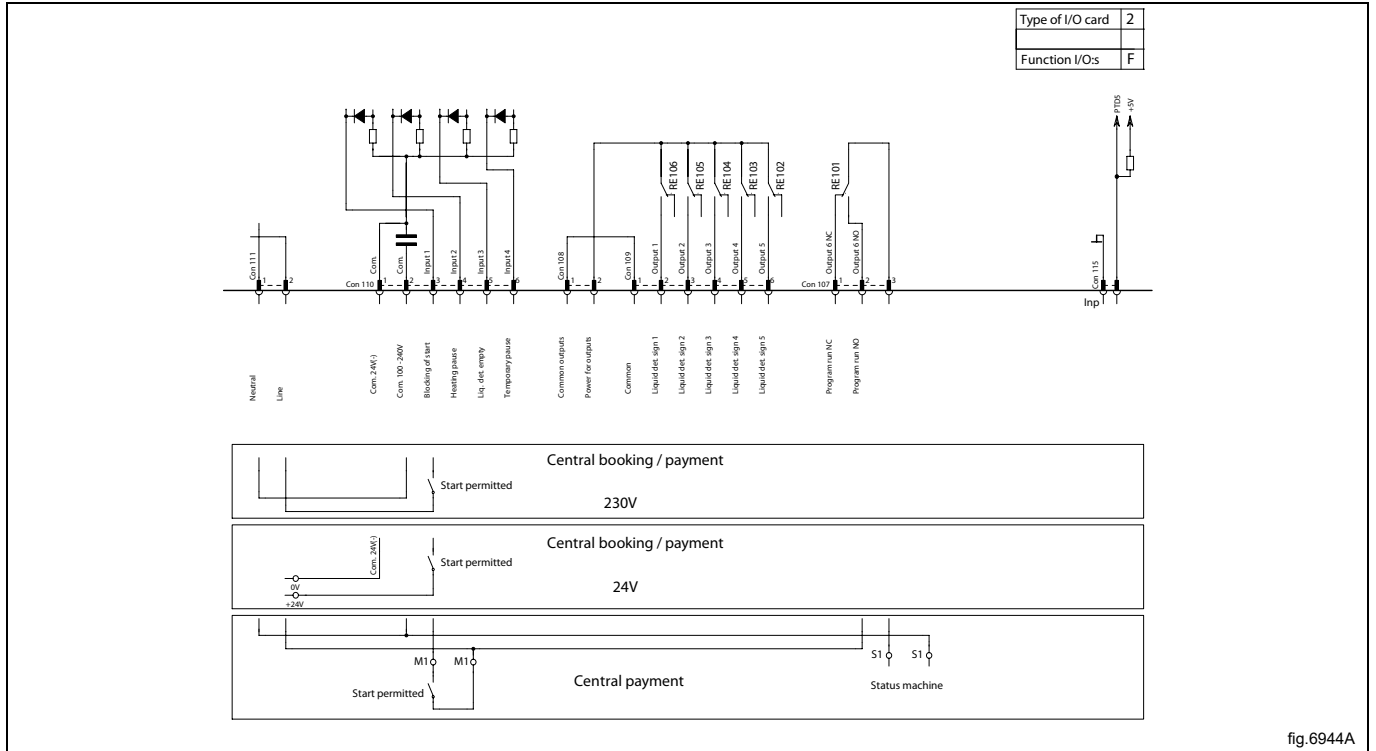 Type of I/O card 2
Function I/O:s F
PTD5
+5V
RE106
RE105
RE104
RE103
RE102
RE101
Con 111
1
2
Con 110
Com.
1
Com.
2
Input 1
3
Input 2
4
Input 3
5
Input 4
6
Con 108
1
2
Con 109
1
Output 1
2
Output 2
3
Output 3
4
Output 4
5
Output 5
6
Con 107
Output 6 NC
1
Output 6 NO
2
3
Con 115
Inp
Neutral
Line
Com. 24V(-)
Com. 100 - 240V
Blocking of start
Heating pause
Liq. det. empty
Temporary pause
Common outputs
Power for outputs
Common
Liquid det. sign 1
Liquid det. sign 2
Liquid det. sign 3
Liquid det. sign 4
Liquid det. sign 5
Program run NC
Program run NO
Central booking / payment
Start permitted
230V
Central booking / payment
Com. 24V(-)
Start permitted
0V
24V
+24V
M1
M1
S1
S1
Central payment
Status machine
Start permitted
fig.6944A